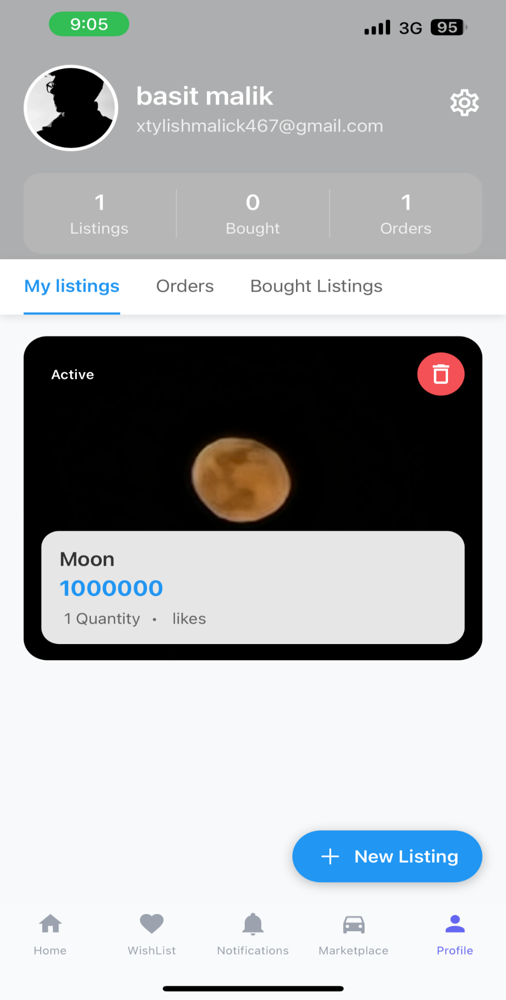 9:05 3G 95
basit malik
xtylishmalick467@gmail.com
1 0 1
Listings Bought Orders
My listings Orders Bought Listings
Active
Moon
1000000
1 Quantity • likes
+ New Listing
Home WishList Notifications Marketplace Profile